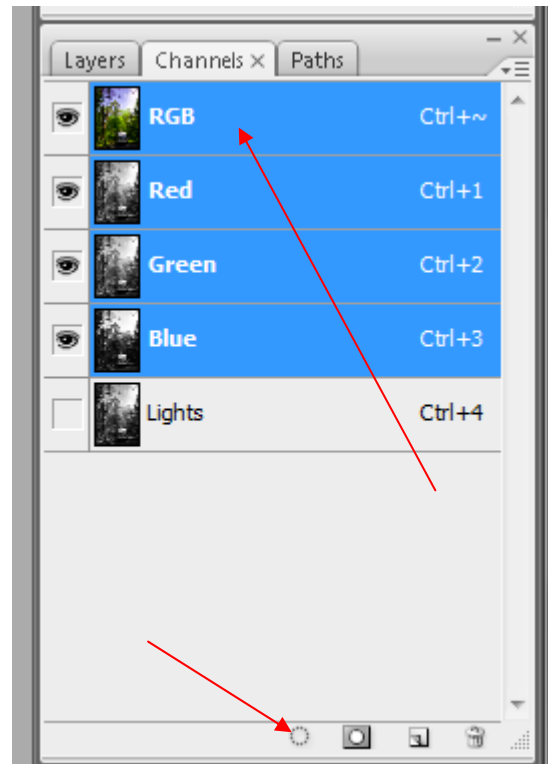 Layers Channels × Paths
RGB Ctrl+~
Red Ctrl+1
Green Ctrl+2
Blue Ctrl+3
Lights Ctrl+4